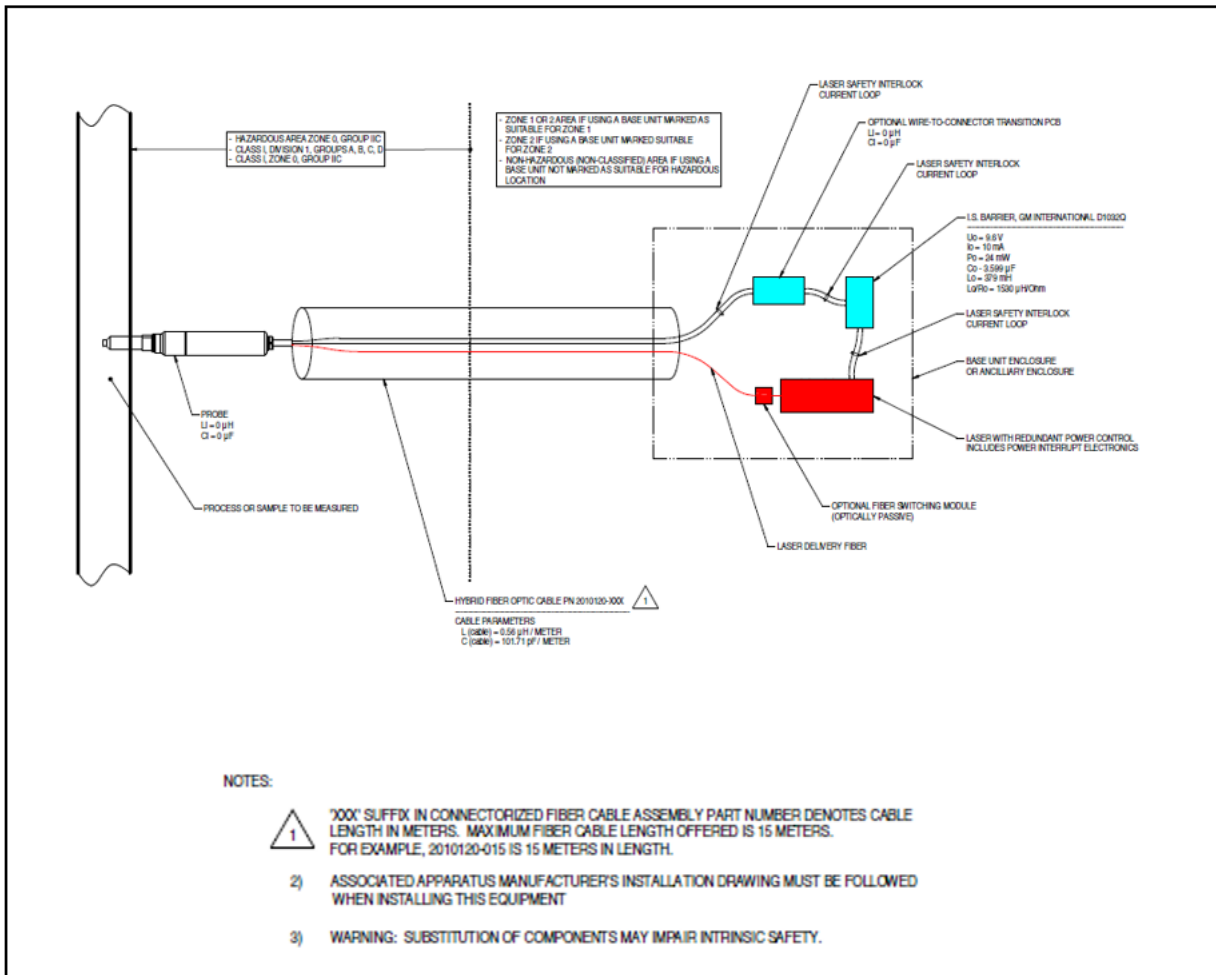 LASER SAFETY INTERLOCK
CURRENT LOOP
- HAZARDOUS AREA ZONE 0, GROUP IIC
- CLASS I, DIVISION 1, GROUPS A, B, C, D
- CLASS I, ZONE 0, GROUP IIC
- ZONE 1 OR 2 AREA IF USING A BASE UNIT MARKED AS
SUITABLE FOR ZONE 1
- ZONE 2 IF USING A BASE UNIT MARKED SUITABLE
FOR ZONE 2
- NON-HAZARDOUS (NON-CLASSIFIED) AREA IF USING A
BASE UNIT NOT MARKED AS SUITABLE FOR HAZARDOUS
LOCATION
OPTIONAL WIRE-TO-CONNECTOR TRANSITION PCB
Li = 0 µH
Ci = 0 µF
LASER SAFETY INTERLOCK
CURRENT LOOP
I.S. BARRIER, GM INTERNATIONAL D1032Q
Uo = 9.6 V
Io = 10 mA
Po = 24 mW
Co - 3.599 µF
Lo = 379 mH
Lo/Ro = 1530 µH/Ohm
LASER SAFETY INTERLOCK
CURRENT LOOP
BASE UNIT ENCLOSURE
OR ANCILLIARY ENCLOSURE
PROBE
Li = 0 µH
Ci = 0 µF
LASER WITH REDUNDANT POWER CONTROL
INCLUDES POWER INTERRUPT ELECTRONICS
PROCESS OR SAMPLE TO BE MEASURED
OPTIONAL FIBER SWITCHING MODULE
(OPTICALLY PASSIVE)
LASER DELIVERY FIBER
HYBRID FIBER OPTIC CABLE PN 2010120-XXX
1
CABLE PARAMETERS
L (cable) = 0.56 µH / METER
C (cable) = 101.71 pF / METER
NOTES:
1
'XXX' SUFFIX IN CONNECTORIZED FIBER CABLE ASSEMBLY PART NUMBER DENOTES CABLE
LENGTH IN METERS. MAXIMUM FIBER CABLE LENGTH OFFERED IS 15 METERS.
FOR EXAMPLE, 2010120-015 IS 15 METERS IN LENGTH.
2) ASSOCIATED APPARATUS MANUFACTURER'S INSTALLATION DRAWING MUST BE FOLLOWED
WHEN INSTALLING THIS EQUIPMENT
3) WARNING: SUBSTITUTION OF COMPONENTS MAY IMPAIR INTRINSIC SAFETY.